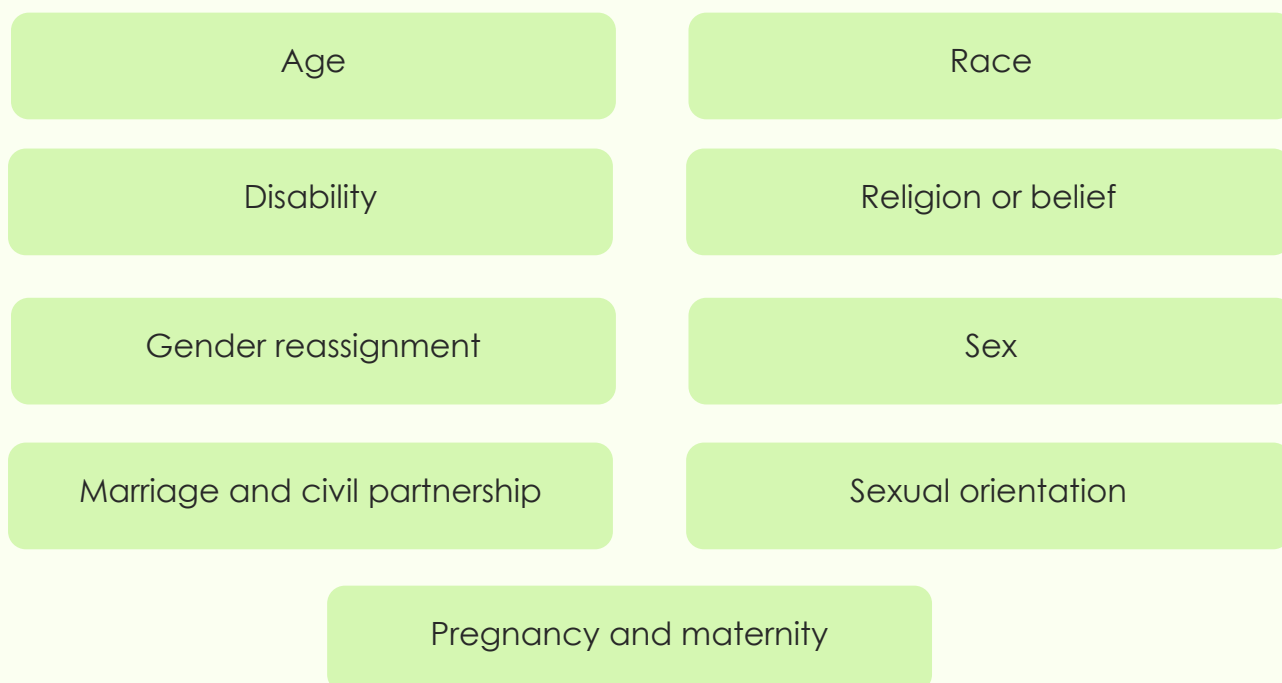 Age
Race
Disability
Religion or belief
Gender reassignment
Sex
Marriage and civil partnership
Sexual orientation
Pregnancy and maternity